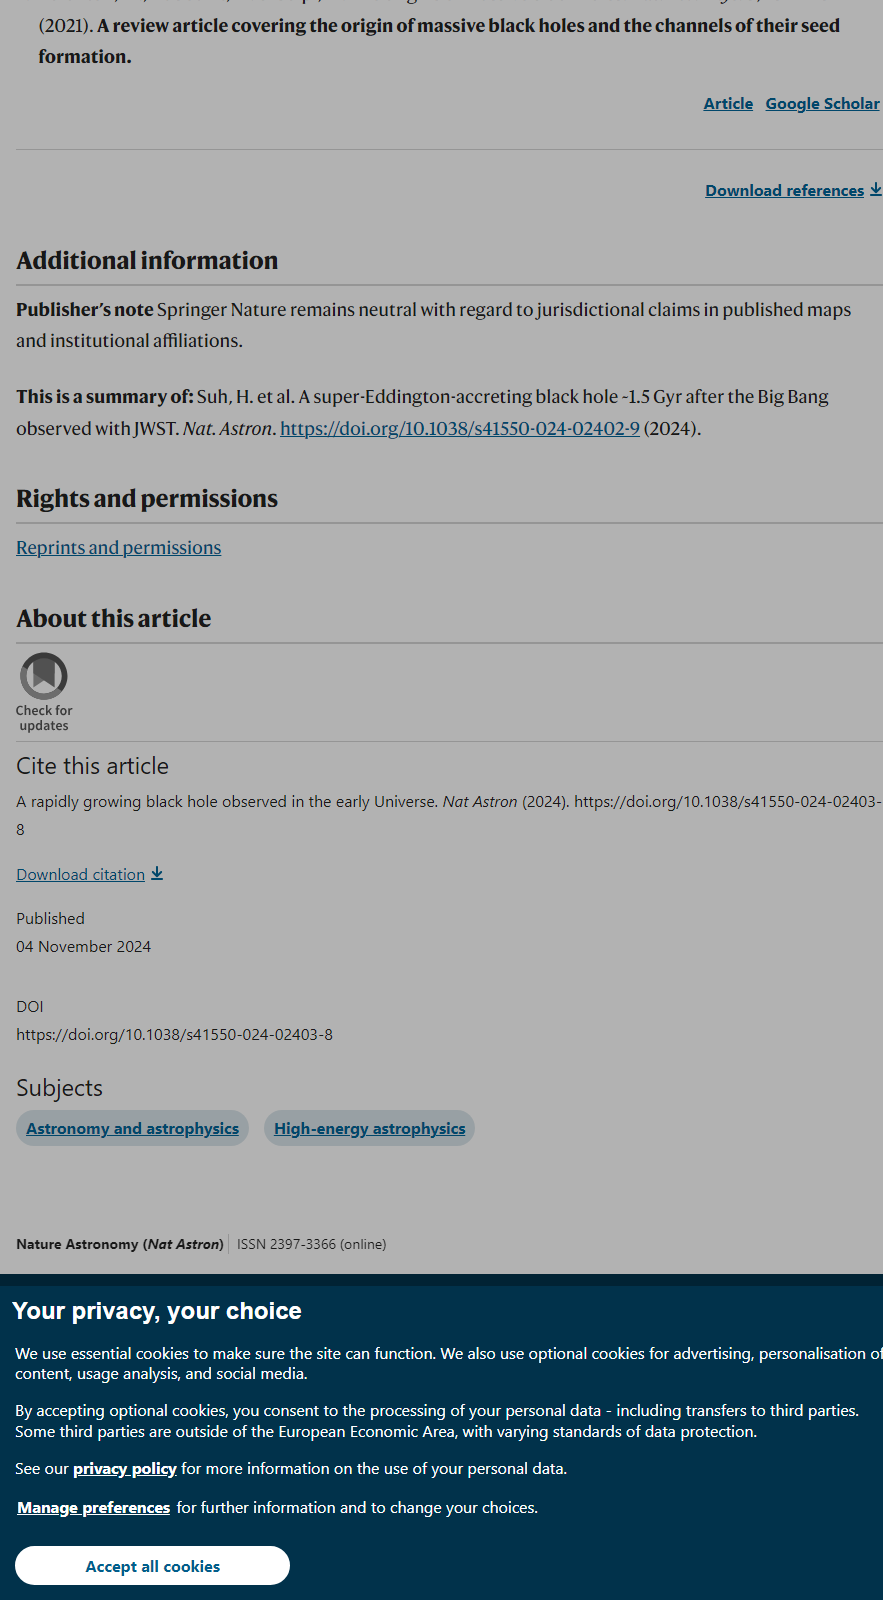 (2021). A review article covering the origin of massive black holes and the channels of their seed
formation.
Article Google Scholar
Download references
Additional information
Publisher’s note Springer Nature remains neutral with regard to jurisdictional claims in published maps
and institutional affiliations.
This is a summary of: Suh, H. et al. A super-Eddington-accreting black hole ~1.5 Gyr after the Big Bang
observed with JWST. Nat. Astron. https://doi.org/10.1038/s41550-024-02402-9 (2024).
Rights and permissions
Reprints and permissions
About this article
Check for
updates
Cite this article
A rapidly growing black hole observed in the early Universe. Nat Astron (2024). https://doi.org/10.1038/s41550-024-02403-
8
Download citation
Published
04 November 2024
DOI
https://doi.org/10.1038/s41550-024-02403-8
Subjects
Astronomy and astrophysics High-energy astrophysics
Nature Astronomy (Nat Astron) ISSN 2397-3366 (online)
Your privacy, your choice
We use essential cookies to make sure the site can function. We also use optional cookies for advertising, personalisation of
content, usage analysis, and social media.
By accepting optional cookies, you consent to the processing of your personal data - including transfers to third parties.
Some third parties are outside of the European Economic Area, with varying standards of data protection.
See our privacy policy for more information on the use of your personal data.
Manage preferences for further information and to change your choices.
Accept all cookies